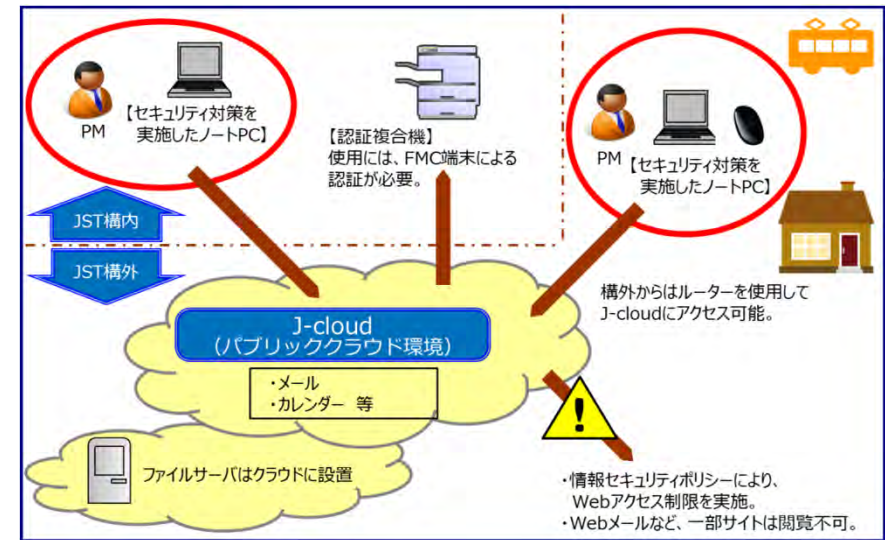 PM
【セキュリティ対策を
実施したノートPC】
【認証複合機】
使用には、FMC端末による
認証が必要。
PM
【セキュリティ対策を
実施したノートPC】
JST構内
JST構外
構外からはルーターを使用して
J-cloudにアクセス可能。
J-cloud
(パブリッククラウド環境)
・メール
・カレンダー 等
!
ファイルサーバはクラウドに設置
・情報セキュリティポリシーにより、
Webアクセス制限を実施。
・Webメールなど、一部サイトは閲覧不可。